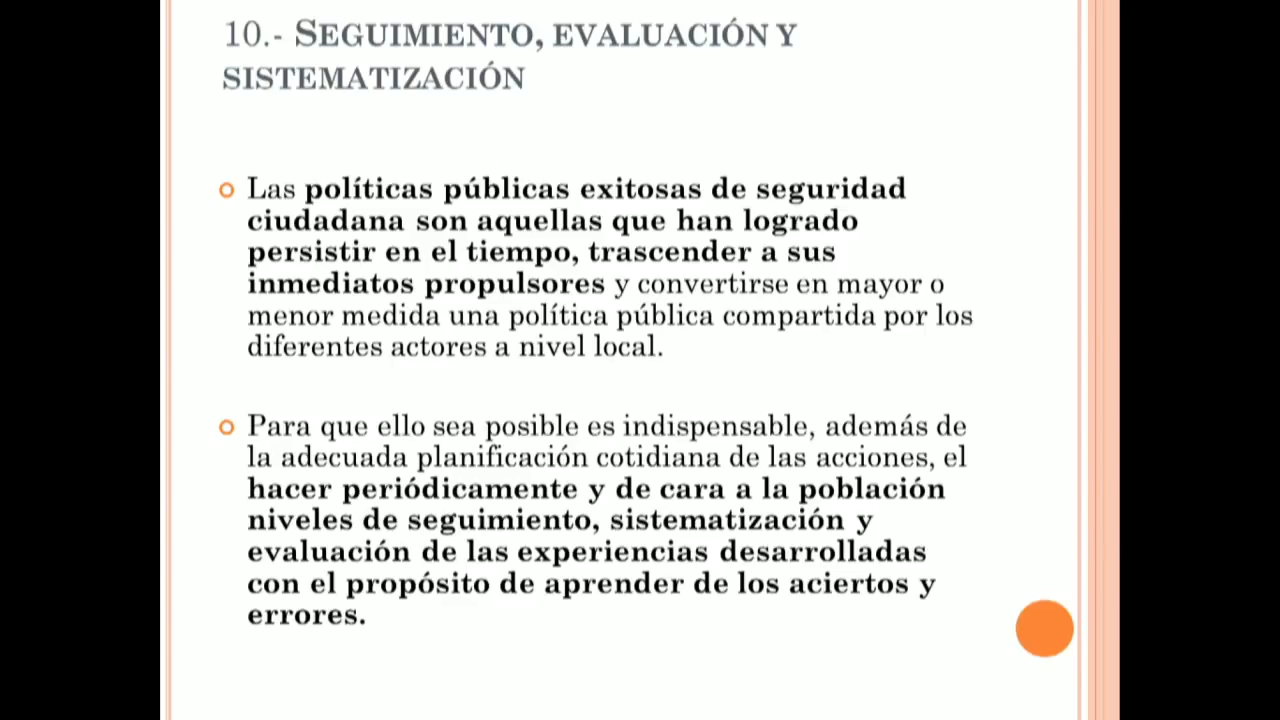 10.- SEGUIMIENTO, EVALUACIÓN Y
SISTEMATIZACIÓN
Las políticas públicas exitosas de seguridad
ciudadana son aquellas que han logrado
persistir en el tiempo, trascender a sus
inmediatos propulsores y convertirse en mayor o
menor medida una política pública compartida por los
diferentes actores a nivel local.
Para que ello sea posible es indispensable, además de
la adecuada planificación cotidiana de las acciones, el
hacer periódicamente y de cara a la población
niveles de seguimiento, sistematización y
evaluación de las experiencias desarrolladas
con el propósito de aprender de los aciertos y
errores.